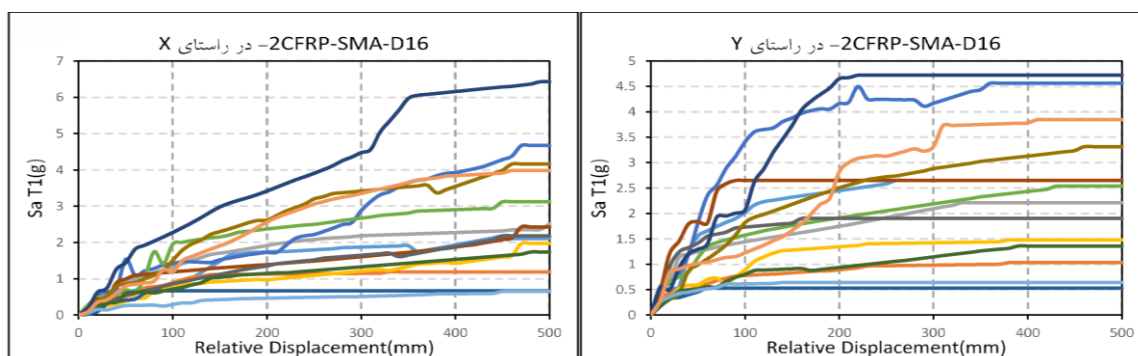 2CFRP-SMA-D16– در راستای X
7
6
5
4
3
2
1
0
Sa T1(g)
0 100 200 300 400 500
Relative Displacement(mm)
2CFRP-SMA-D16– در راستای Y
5
4.5
4
3.5
3
2.5
2
1.5
1
0.5
0
Sa T1(g)
0 100 200 300 400 500
Relative Displacement(mm)